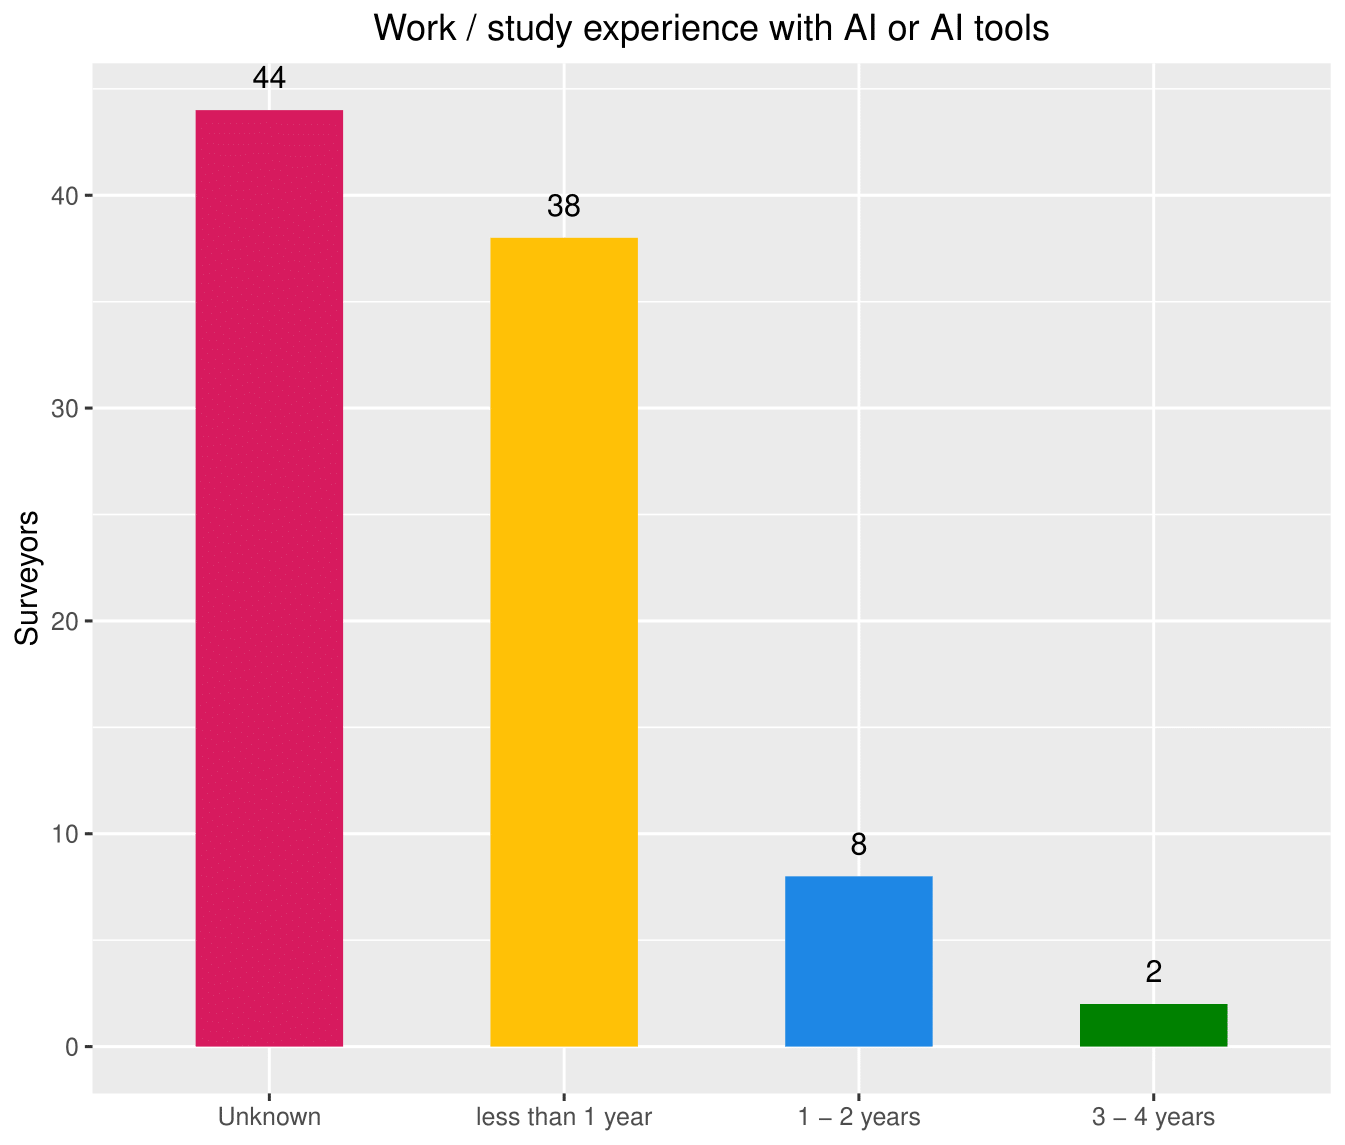 Work / study experience with AI or AI tools
44
38
8
2
40
30
20
10
0
Surveyors
Unknown
less than 1 year
1 – 2 years
3 – 4 years